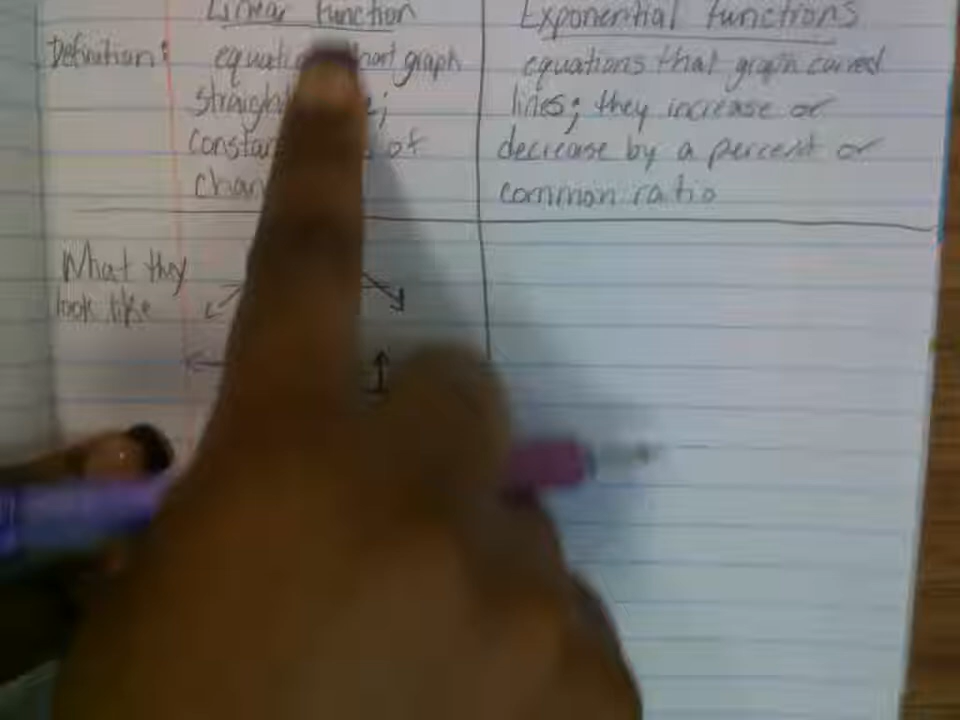 Linear function Exponential functions
Definition: graph equations that graph curved
lines; they increase or
of decrease by a percent or
common ratio
What they
look like